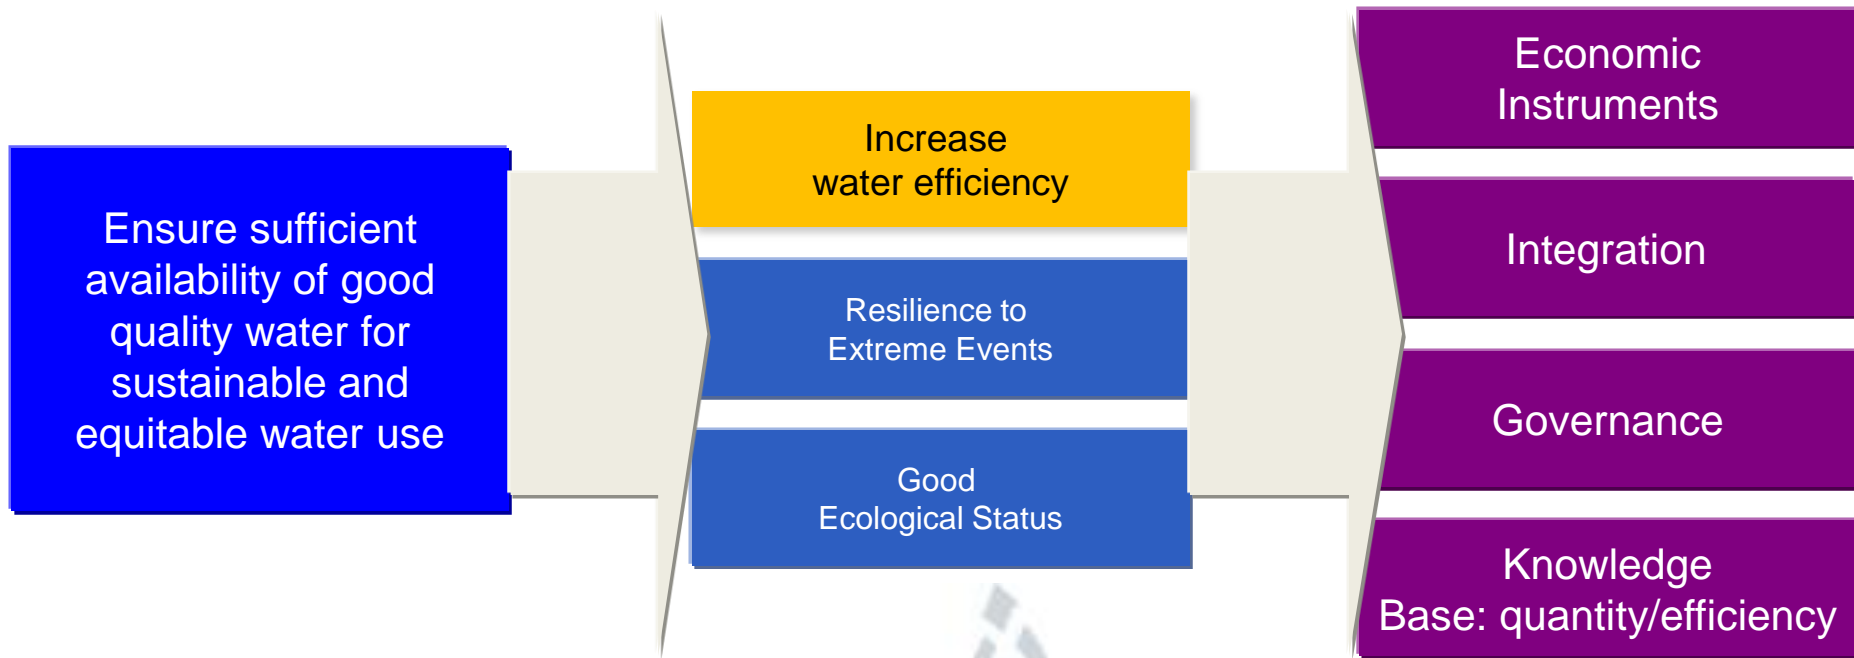 Ensure sufficient
availability of good
quality water for
sustainable and
equitable water use
Increase
water efficiency
Resilience to
Extreme Events
Good
Ecological Status
Economic
Instruments
Integration
Governance
Knowledge
Base: quantity/efficiency